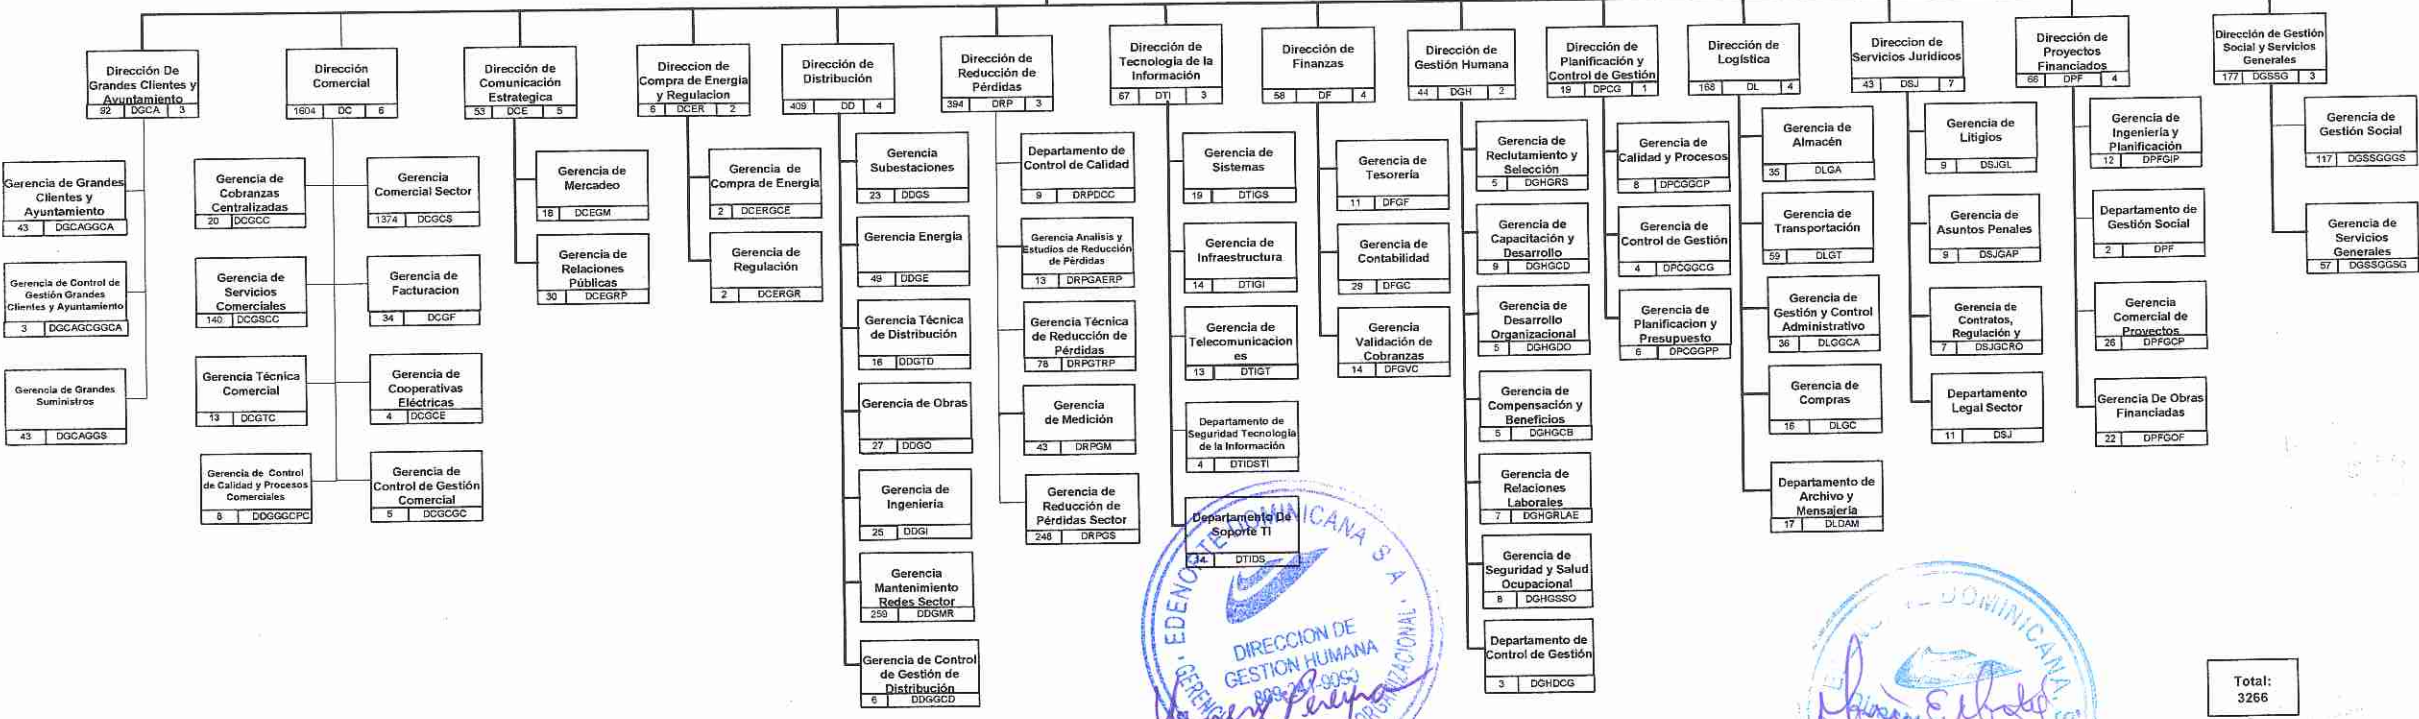 Dirección De
Grandes Clientes y
Ayuntamiento
92 DGCA 3
Gerencia de Grandes
Clientes y
Ayuntamiento
43 DGCAGGCA
Gerencia de Control de
Gestión Grandes
Clientes y Ayuntamiento
3 DGCAGCGGCA
Gerencia de Grandes
Suministros
43 DGCAGGS
Dirección
Comercial
1604 DC 6
Gerencia de
Cobranzas
Centralizadas
20 DCGCC
Gerencia
Comercial Sector
1374 DCGCS
Gerencia de
Servicios
Comerciales
140 DCGSCC
Gerencia de
Facturacion
34 DCGF
Gerencia Técnica
Comercial
13 DCGTC
Gerencia de
Cooperativas
Eléctricas
4 DCGCE
Gerencia de Control
de Calidad y Procesos
Comerciales
8 DDGGGCPC
Gerencia de
Control de Gestión
Comercial
5 DCGCGC
Dirección de
Comunicación
Estrategica
53 DCE 5
Gerencia de
Mercadeo
18 DCEGM
Gerencia de
Relaciones
Públicas
30 DCEGRP
Direccion de
Compra de Energia
y Regulacion
6 DCER 2
Gerencia de
Compra de Energia
2 DCERGCE
Gerencia de
Regulación
2 DCERGR
Dirección de
Distribución
409 DD 4
Gerencia
Subestaciones
23 DDGS
Gerencia Energia
49 DDGE
Gerencia Técnica
de Distribución
16 DDGTD
Gerencia de Obras
27 DDGO
Gerencia de
Ingenieria
25 DDGI
Gerencia
Mantenimiento
Redes Sector
259 DDGMR
Gerencia de Control
de Gestión de
Distribución
6 DDGGCD
Dirección de
Reducción de
Pérdidas
394 DRP 3
Departamento de
Control de Calidad
9 DRPDCC
Gerencia Analisis y
Estudios de Reducción
de Pérdidas
13 DRPGAERP
Gerencia Técnica
de Reducción de
Pérdidas
78 DRPGTRP
Gerencia
de Medición
43 DRPGM
Gerencia de
Reducción de
Pérdidas Sector
248 DRPGS
Dirección de
Tecnologia de la
Información
67 DTI 3
Gerencia de
Sistemas
19 DTIGS
Gerencia de
Infraestructura
14 DTIGI
Gerencia de
Telecomunicacion
es
13 DTIGT
Departamento de
Seguridad Tecnologia
de la Información
4 DTIDSTI
Departamento De
Soporte TI
14 DTIDS
Dirección de
Finanzas
58 DF 4
Gerencia de
Tesorería
11 DFGF
Gerencia de
Contabilidad
29 DFGC
Gerencia
Validación de
Cobranzas
14 DFGVC
Dirección de
Gestión Humana
44 DGH 2
Gerencia de
Reclutamiento y
Selección
5 DGHGRS
Gerencia de
Capacitación y
Desarrollo
9 DGHGCD
Gerencia de
Desarrollo
Organizacional
5 DGHGDO
Gerencia de
Compensación y
Beneficios
5 DGHGCB
Gerencia de
Relaciones
Laborales
7 DGHGRLAE
Gerencia de
Seguridad y Salud
Ocupacional
8 DGHGSSO
Departamento de
Control de Gestión
3 DGHDCG
Dirección de
Planificación y
Control de Gestión
19 DPCG 1
Gerencia de
Calidad y Procesos
8 DPCGGCP
Gerencia de
Control de Gestión
4 DPCGGCG
Gerencia de
Planificacion y
Presupuesto
6 DPCGGPP
Dirección de
Logistica
168 DL 4
Gerencia de
Almacén
35 DLGA
Gerencia de
Transportación
59 DLGT
Gerencia de
Gestión y Control
Administrativo
36 DLGGCA
Gerencia de
Compras
16 DLGC
Departamento de
Archivo y
Mensajería
17 DLDAM
Direccion de
Servicios Juridicos
43 DSJ 7
Gerencia de
Litigios
9 DSJGL
Gerencia de
Asuntos Penales
9 DSJGAP
Gerencia de
Contratos,
Regulación y
7 DSJGCRO
Departamento
Legal Sector
11 DSJ
Dirección de
Proyectos
Financiados
66 DPF 4
Gerencia de
Ingenieria y
Planificación
12 DPFGIP
Departamento de
Gestión Social
2 DPF
Gerencia
Comercial de
Proyectos
26 DPFGCP
Gerencia De Obras
Financiadas
22 DPFGOF
Dirección de Gestión
Social y Servicios
Generales
177 DGSSG 3
Gerencia de
Gestión Social
117 DGSSGGGS
Gerencia de
Servicios
Generales
57 DGSSGGSG
EDENORTE DOMINICANA S A
DIRECCION DE
GESTION HUMANA
DOMINICANA, S
Total:
3266